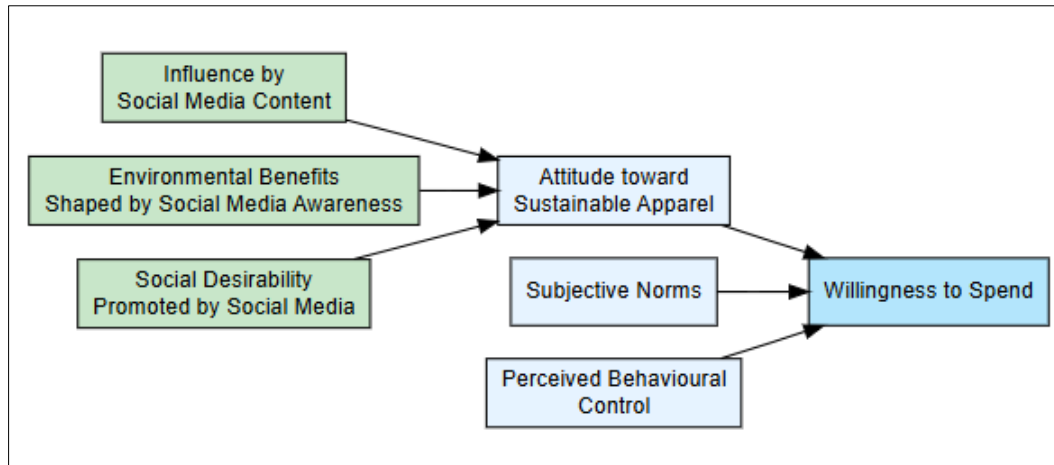 Influence by
Social Media Content
Environmental Benefits
Shaped by Social Media Awareness
Social Desirability
Promoted by Social Media
Attitude toward
Sustainable Apparel
Subjective Norms
Perceived Behavioural
Control
Willingness to Spend